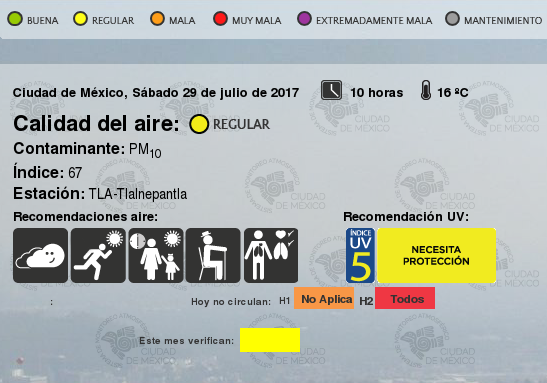 BUENA REGULAR MALA MUY MALA EXTREMADAMENTE MALA MANTENIMIENTO
Ciudad de México, Sábado 29 de julio de 2017 10 horas 16 ºC
Calidad del aire: REGULAR
Contaminante: PM10
Índice: 67
Estación: TLA-Tlalnepantla
Recomendaciones aire: Recomendación UV:
ÍNDICE
UV
5
NECESITA
PROTECCIÓN
: Hoy no circulan: H1 No Aplica H2 Todos
Este mes verifican: